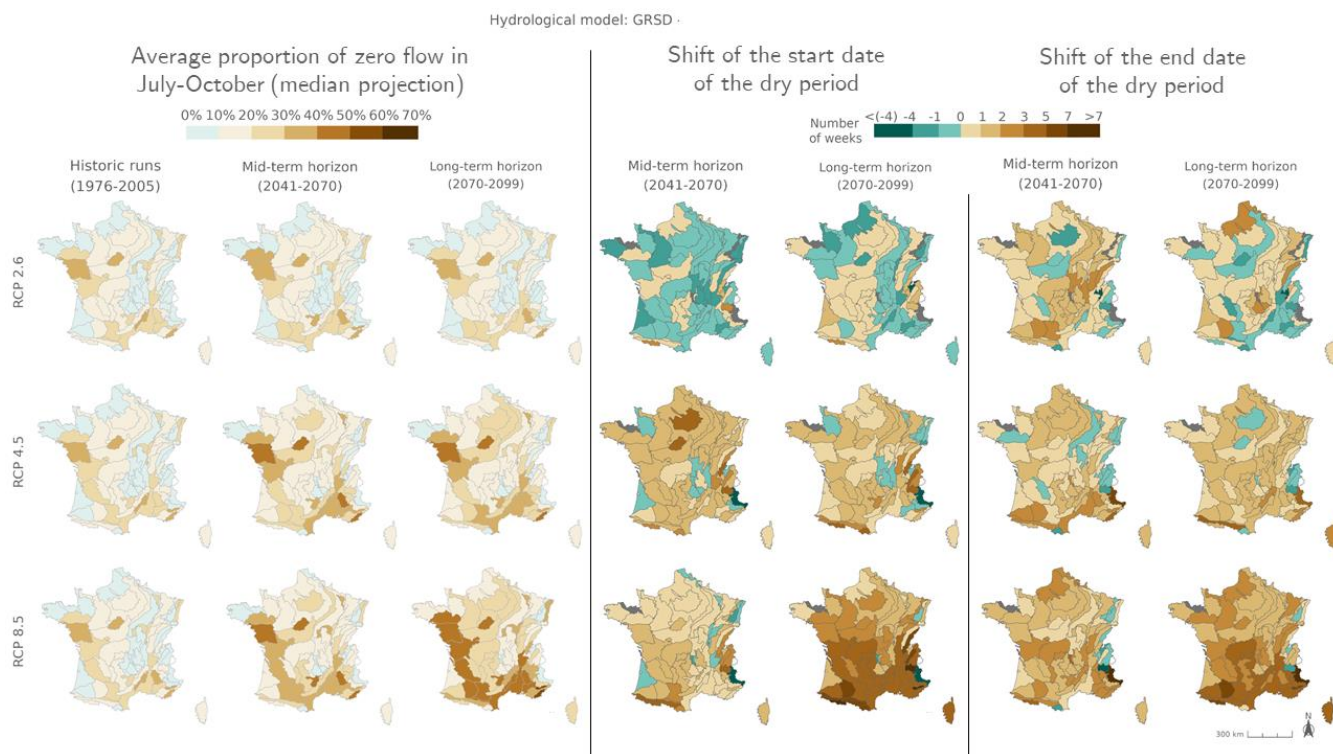 Hydrological model: GRSD ·
Average proportion of zero flow in
July-October (median projection)
0% 10% 20% 30% 40% 50% 60% 70%
Shift of the start date
of the dry period
Shift of the end date
of the dry period
Number
of weeks
<(-4) -4 -1 0 1 2 3 5 7 >7
Historic runs
(1976-2005)
Mid-term horizon
(2041-2070)
Long-term horizon
(2070-2099)
Mid-term horizon
(2041-2070)
Long-term horizon
(2070-2099)
Mid-term horizon
(2041-2070)
Long-term horizon
(2070-2099)
RCP 2.6
RCP 4.5
RCP 8.5
300 km
N